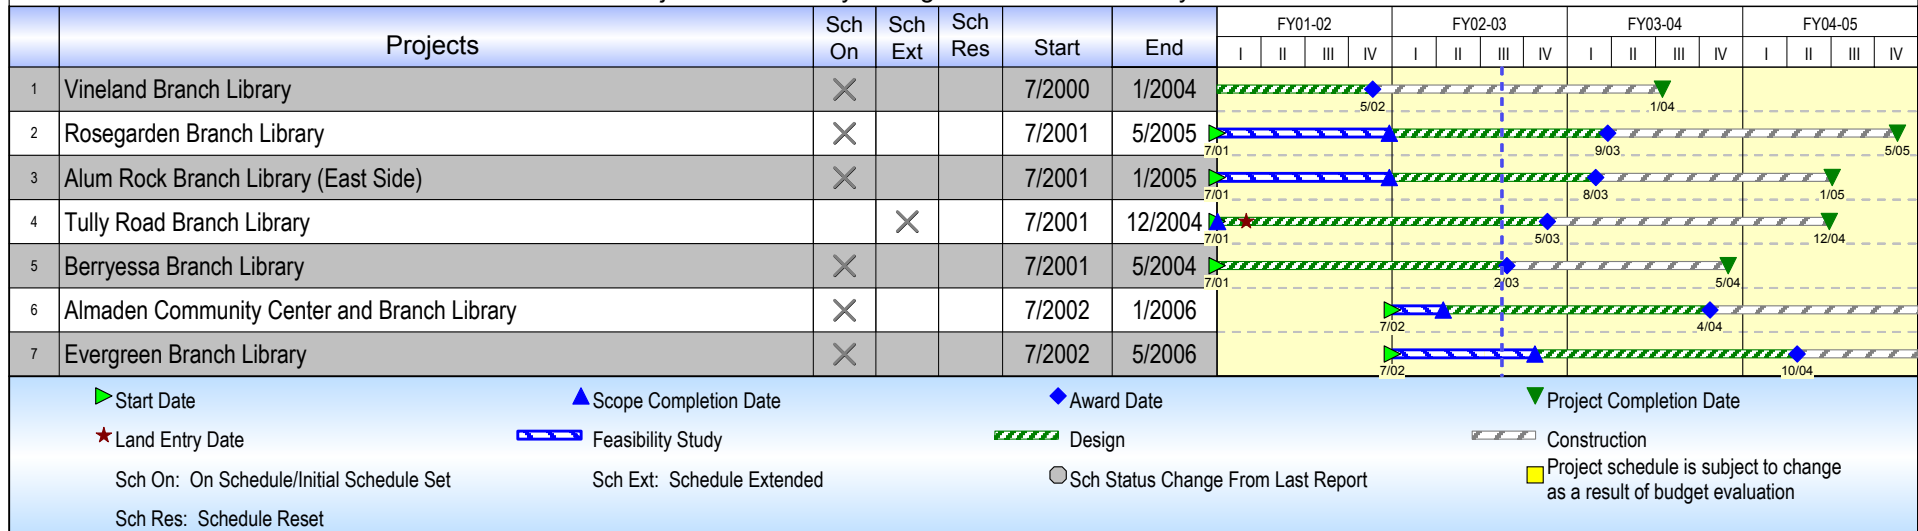 Projects Sch On Sch Ext Sch Res Start End FY01-02 FY02-03 FY03-04 FY04-05
I II III IV I II III IV I II III IV I II III IV
1 Vineland Branch Library 7/2000 1/2004 5/02 1/04
2 Rosegarden Branch Library 7/2001 5/2005 7/01 9/03 5/05
3 Alum Rock Branch Library (East Side) 7/2001 1/2005 7/01 8/03 1/05
4 Tully Road Branch Library 7/2001 12/2004 7/01 5/03 12/04
5 Berryessa Branch Library 7/2001 5/2004 7/01 2/03 5/04
6 Almaden Community Center and Branch Library 7/2002 1/2006 7/02 4/04
7 Evergreen Branch Library 7/2002 5/2006 7/02 10/04
Start Date Scope Completion Date Award Date Project Completion Date
Land Entry Date Feasibility Study Design Construction
Sch On: On Schedule/Initial Schedule Set Sch Ext: Schedule Extended Sch Status Change From Last Report Project schedule is subject to change
as a result of budget evaluation
Sch Res: Schedule Reset